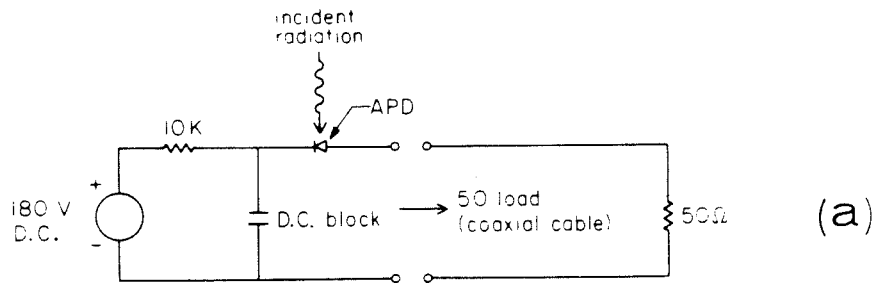 incident
radiation
APD
10K
+
180 V
D.C.
-
D.C. block
50 load
(coaxial cable)
50Ω
(a)